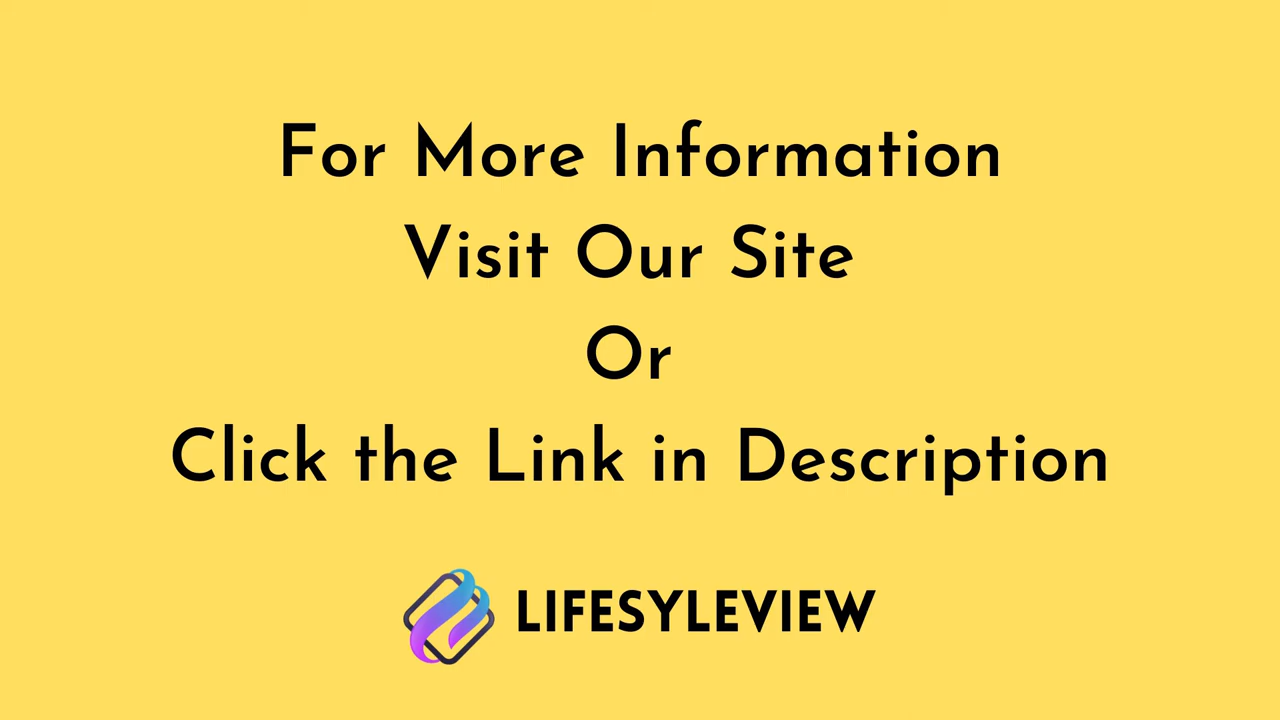 For More Information
Visit Our Site
Or
Click the Link in Description
LIFESYLEVIEW